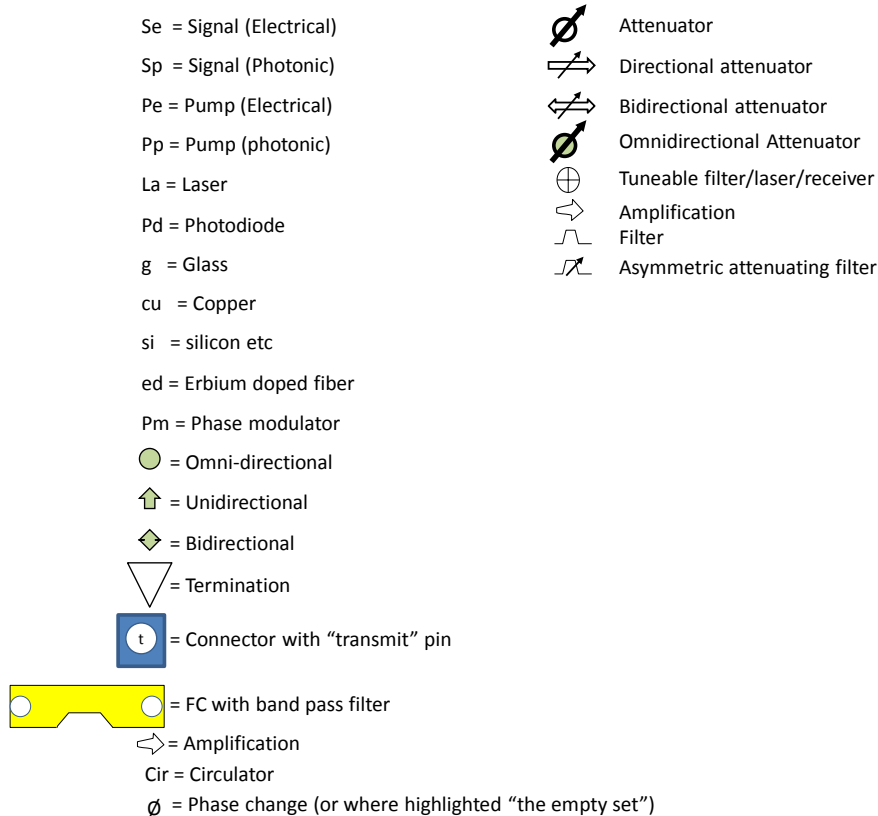 Se = Signal (Electrical)
Sp = Signal (Photonic)
Pe = Pump (Electrical)
Pp = Pump (photonic)
La = Laser
Pd = Photodiode
g = Glass
cu = Copper
si = silicon etc
ed = Erbium doped fiber
Pm = Phase modulator
= Omni-directional
= Unidirectional
= Bidirectional
= Termination
t = Connector with “transmit” pin
= FC with band pass filter
= Amplification
Cir = Circulator
Ø = Phase change (or where highlighted “the empty set”)
Attenuator
Directional attenuator
Bidirectional attenuator
Omnidirectional Attenuator
Tuneable filter/laser/receiver
Amplification
Filter
Asymmetric attenuating filter